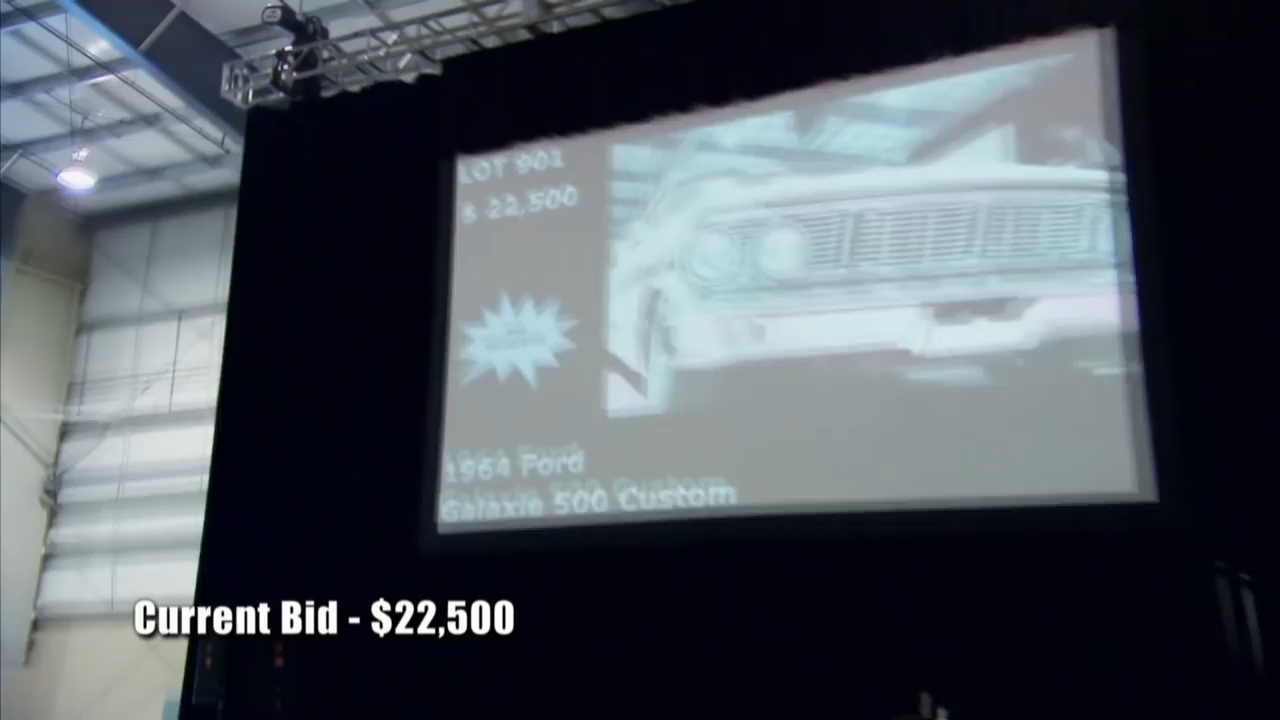 LOT 901
$ 22,500
1964 Ford
Galaxie 500 Custom
Current Bid - $22,500